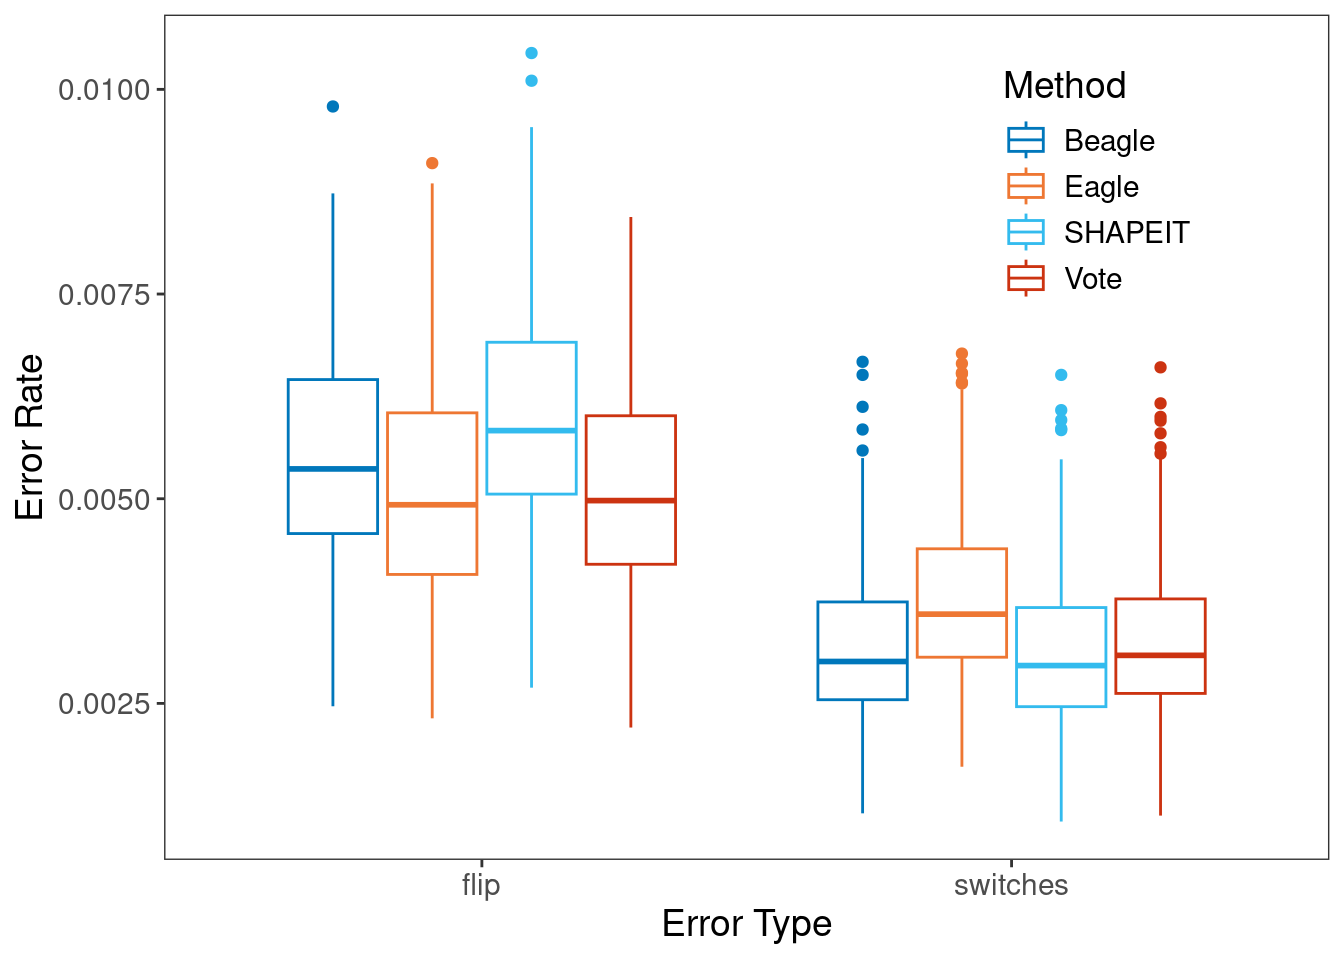 Error Rate
0.0100
0.0075
0.0050
0.0025
Method
Beagle
Eagle
SHAPEIT
Vote
flip
switches
Error Type